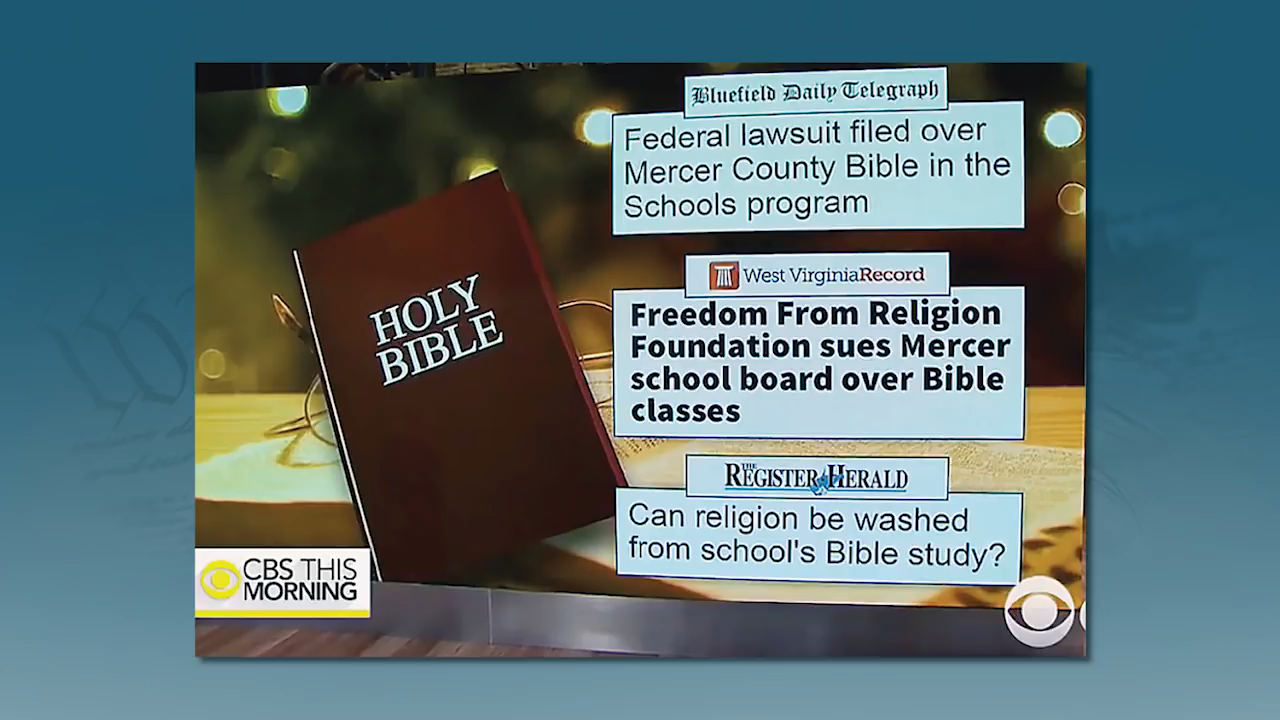 HOLY
BIBLE
Bluefield Daily Telegraph
Federal lawsuit filed over
Mercer County Bible in the
Schools program
West VirginiaRecord
Freedom From Religion
Foundation sues Mercer
school board over Bible
classes
THE REGISTER-HERALD
Can religion be washed
from school's Bible study?
CBS THIS
MORNING